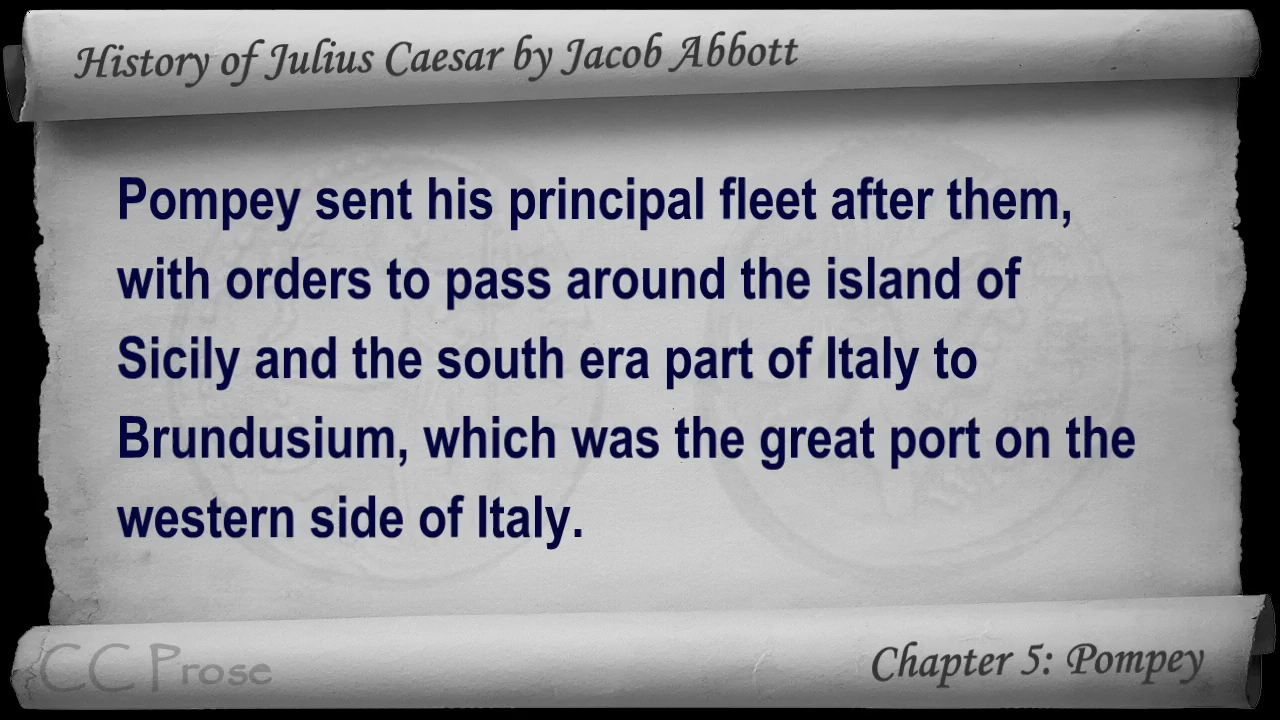 History of Julius Caesar by Jacob Abbott
Pompey sent his principal fleet after them,
with orders to pass around the island of
Sicily and the south era part of Italy to
Brundusium, which was the great port on the
western side of Italy.
CC Prose
Chapter 5: Pompey